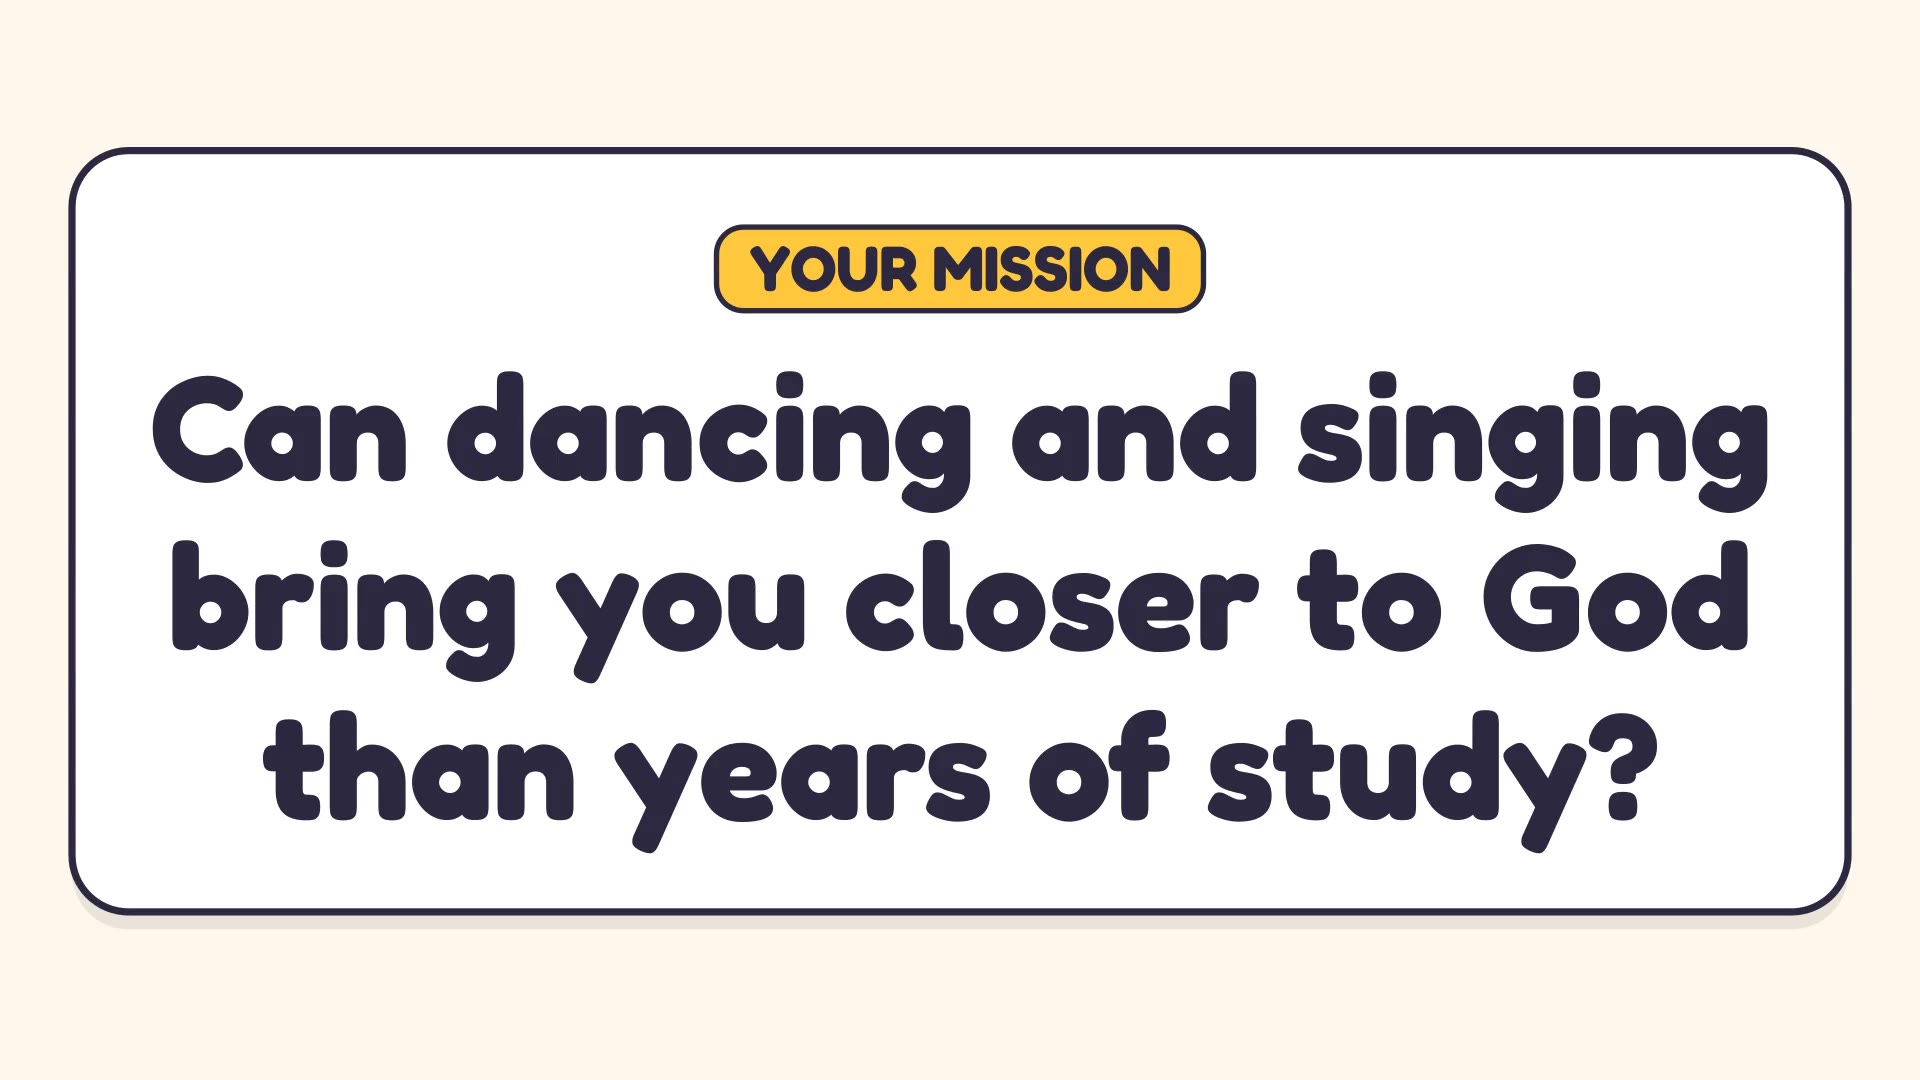 YOUR MISSION
Can dancing and singing
bring you closer to God
than years of study?